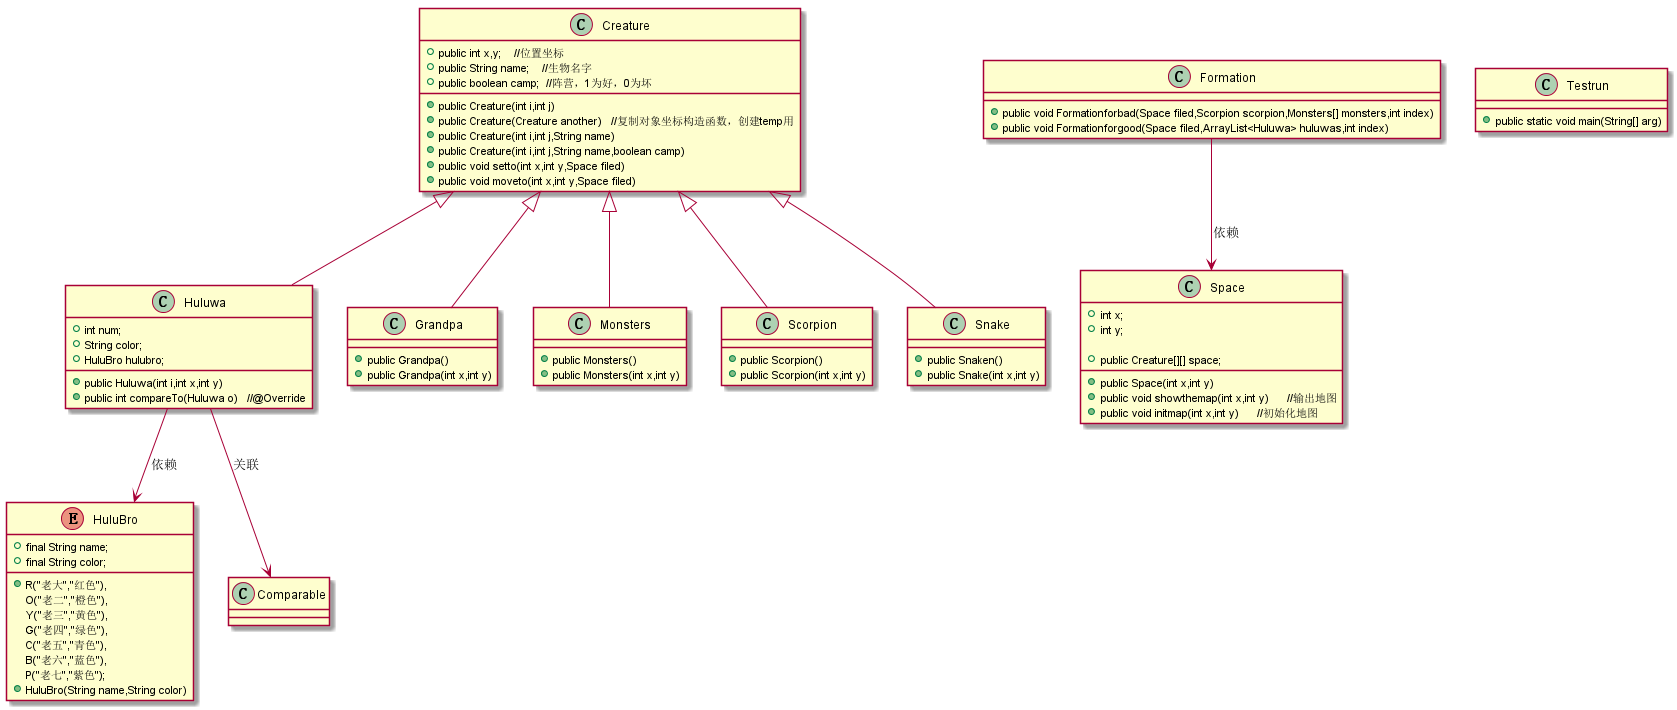 C Creature
public int x,y; //位置坐标
public String name; //生物名字
public boolean camp; //阵营，1为好，0为坏
public Creature(int i,int j)
public Creature(Creature another) //复制对象坐标构造函数，创建temp用
public Creature(int i,int j,String name)
public Creature(int i,int j,String name,boolean camp)
public void setto(int x,int y,Space filed)
public void moveto(int x,int y,Space filed)
C Formation
public void Formationforbad(Space filed,Scorpion scorpion,Monsters[] monsters,int index)
public void Formationforgood(Space filed,ArrayList<Huluwa> huluwas,int index)
C Testrun
public static void main(String[] arg)
依赖
C Huluwa
int num;
String color;
HuluBro hulubro;
public Huluwa(int i,int x,int y)
public int compareTo(Huluwa o) //@Override
C Grandpa
public Grandpa()
public Grandpa(int x,int y)
C Monsters
public Monsters()
public Monsters(int x,int y)
C Scorpion
public Scorpion()
public Scorpion(int x,int y)
C Snake
public Snaken()
public Snake(int x,int y)
C Space
int x;
int y;
public Creature[][] space;
public Space(int x,int y)
public void showthemap(int x,int y) //输出地图
public void initmap(int x,int y) //初始化地图
依赖
关联
E HuluBro
final String name;
final String color;
R("老大","红色"),
O("老二","橙色"),
Y("老三","黄色"),
G("老四","绿色"),
C("老五","青色"),
B("老六","蓝色"),
P("老七","紫色");
HuluBro(String name,String color)
C Comparable